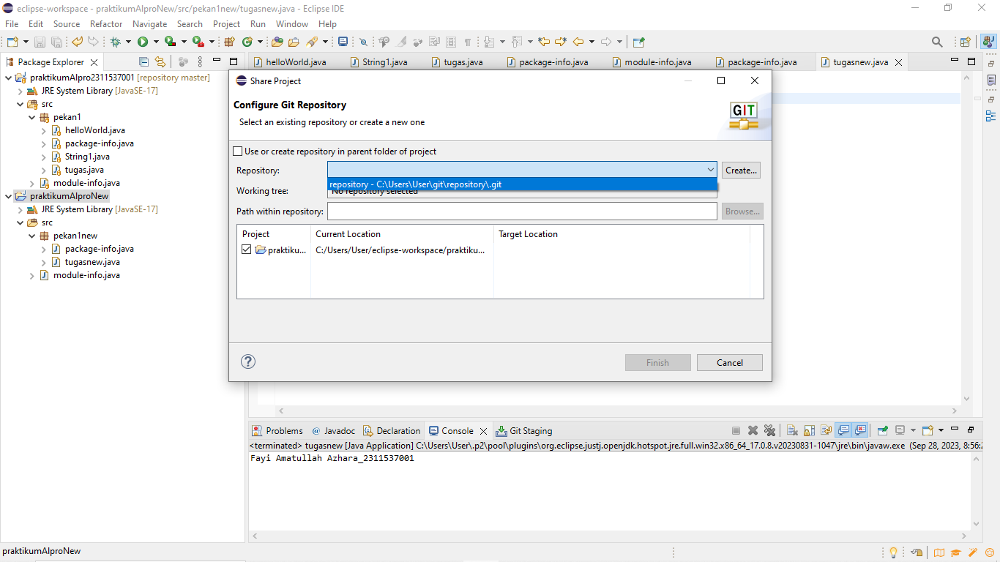 eclipse-workspace - praktikumAlproNew/src/pekan1new/tugasnew.java - Eclipse IDE
File Edit Source Refactor Navigate Search Project Run Window Help
Package Explorer
helloWorld.java String1.java tugas.java package-info.java module-info.java package-info.java tugasnew.java
praktikumAlpro2311537001 [repository master]
JRE System Library [JavaSE-17]
src
pekan1
helloWorld.java
package-info.java
String1.java
tugas.java
module-info.java
praktikumAlproNew
JRE System Library [JavaSE-17]
src
pekan1new
package-info.java
tugasnew.java
module-info.java
Share Project
Configure Git Repository
Select an existing repository or create a new one
GIT
Use or create repository in parent folder of project
Repository: Create...
repository - C:\Users\User\git\repository\.git
Working tree: No repository selected
Path within repository: Browse...
Project Current Location Target Location
praktiku... C:/Users/User/eclipse-workspace/praktiku...
? Finish Cancel
Problems @ Javadoc Declaration Console Git Staging
<terminated> tugasnew [Java Application] C:\Users\User\.p2\pool\plugins\org.eclipse.justj.openjdk.hotspot.jre.full.win32.x86_64_17.0.8.v20230831-1047\jre\bin\javaw.exe (Sep 28, 2023, 8:56:
Fayi Amatullah Azhara_2311537001
praktikumAlproNew